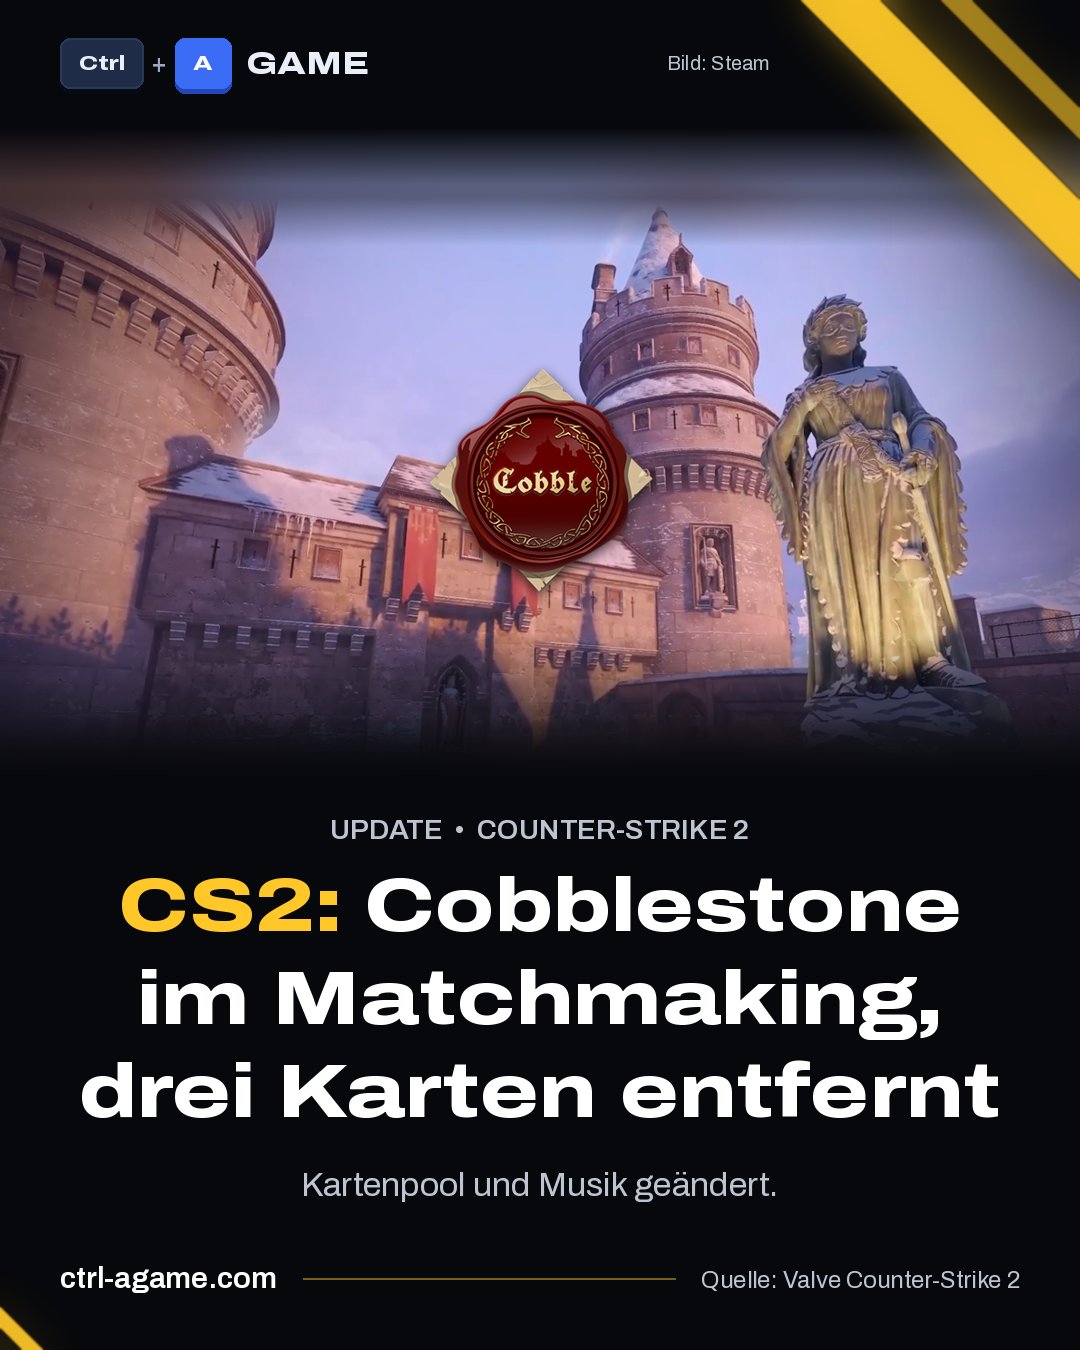 Ctrl + A GAME
Bild: Steam
Cobble
UPDATE • COUNTER-STRIKE 2
CS2: Cobblestone
im Matchmaking,
drei Karten entfernt
Kartenpool und Musik geändert.
ctrl-agame.com
Quelle: Valve Counter-Strike 2